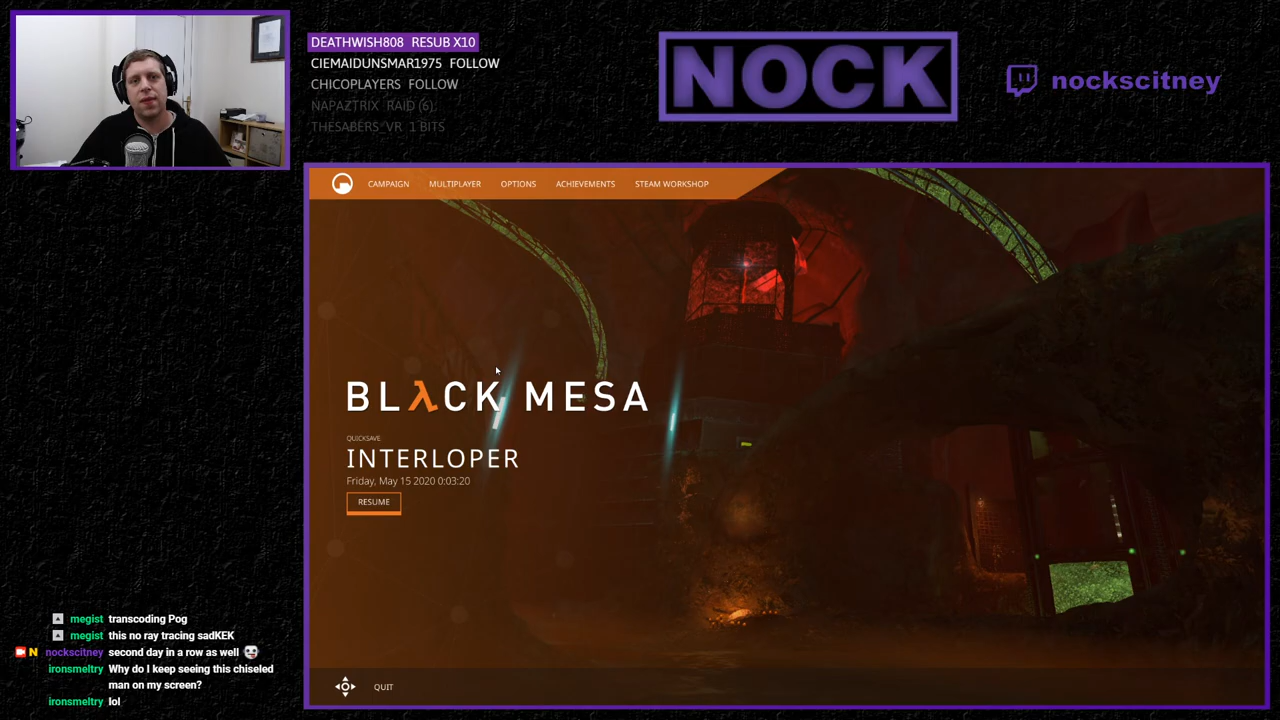 DEATHWISH808 RESUB X10
CIEMAIDUNSMAR1975 FOLLOW
CHICOPLAYERS FOLLOW
NAPAZTRIX RAID (6)
THESABERS_VR 1 BITS
NOCK
nockscitney
CAMPAIGN MULTIPLAYER OPTIONS ACHIEVEMENTS STEAM WORKSHOP
BLλCK MESA
QUICKSAVE
INTERLOPER
Friday, May 15 2020 0:03:20
RESUME
megist transcoding Pog
megist this no ray tracing sadKEK
N nockscitney second day in a row as well
ironsmeltry Why do I keep seeing this chiseled
man on my screen?
ironsmeltry lol
QUIT